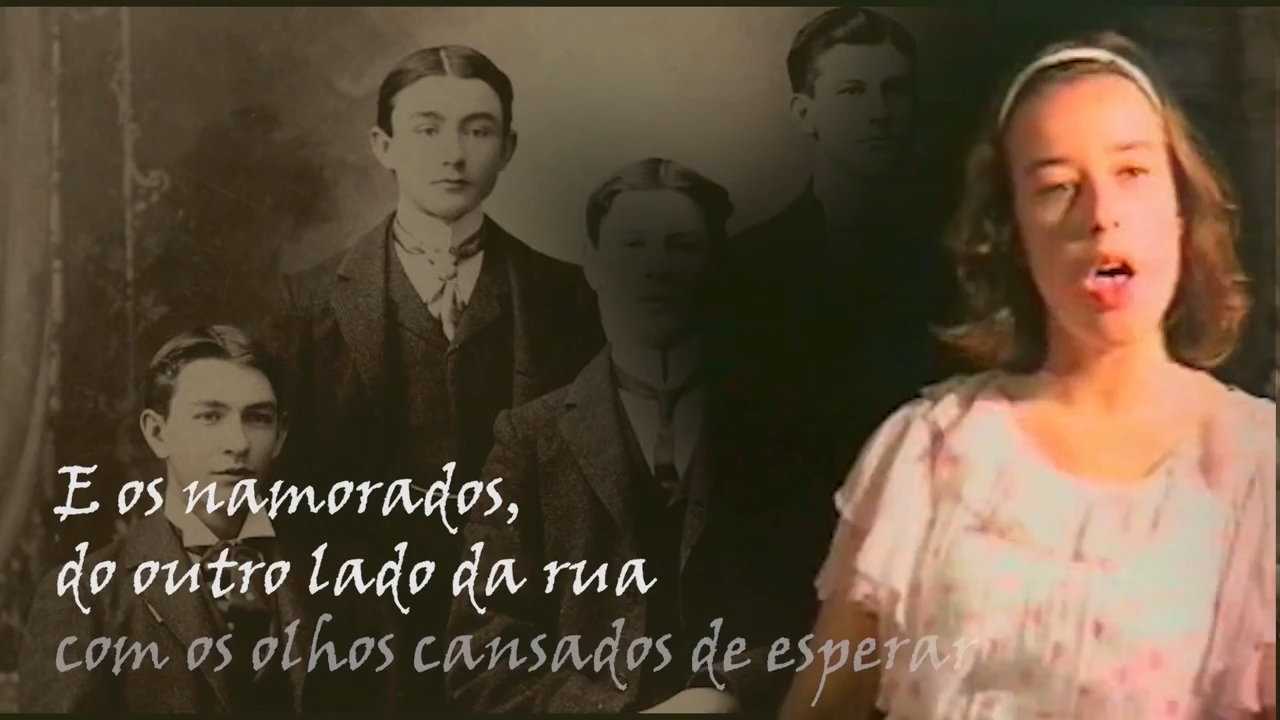 E os namorados,
do outro lado da rua
com os olhos cansados de esperar